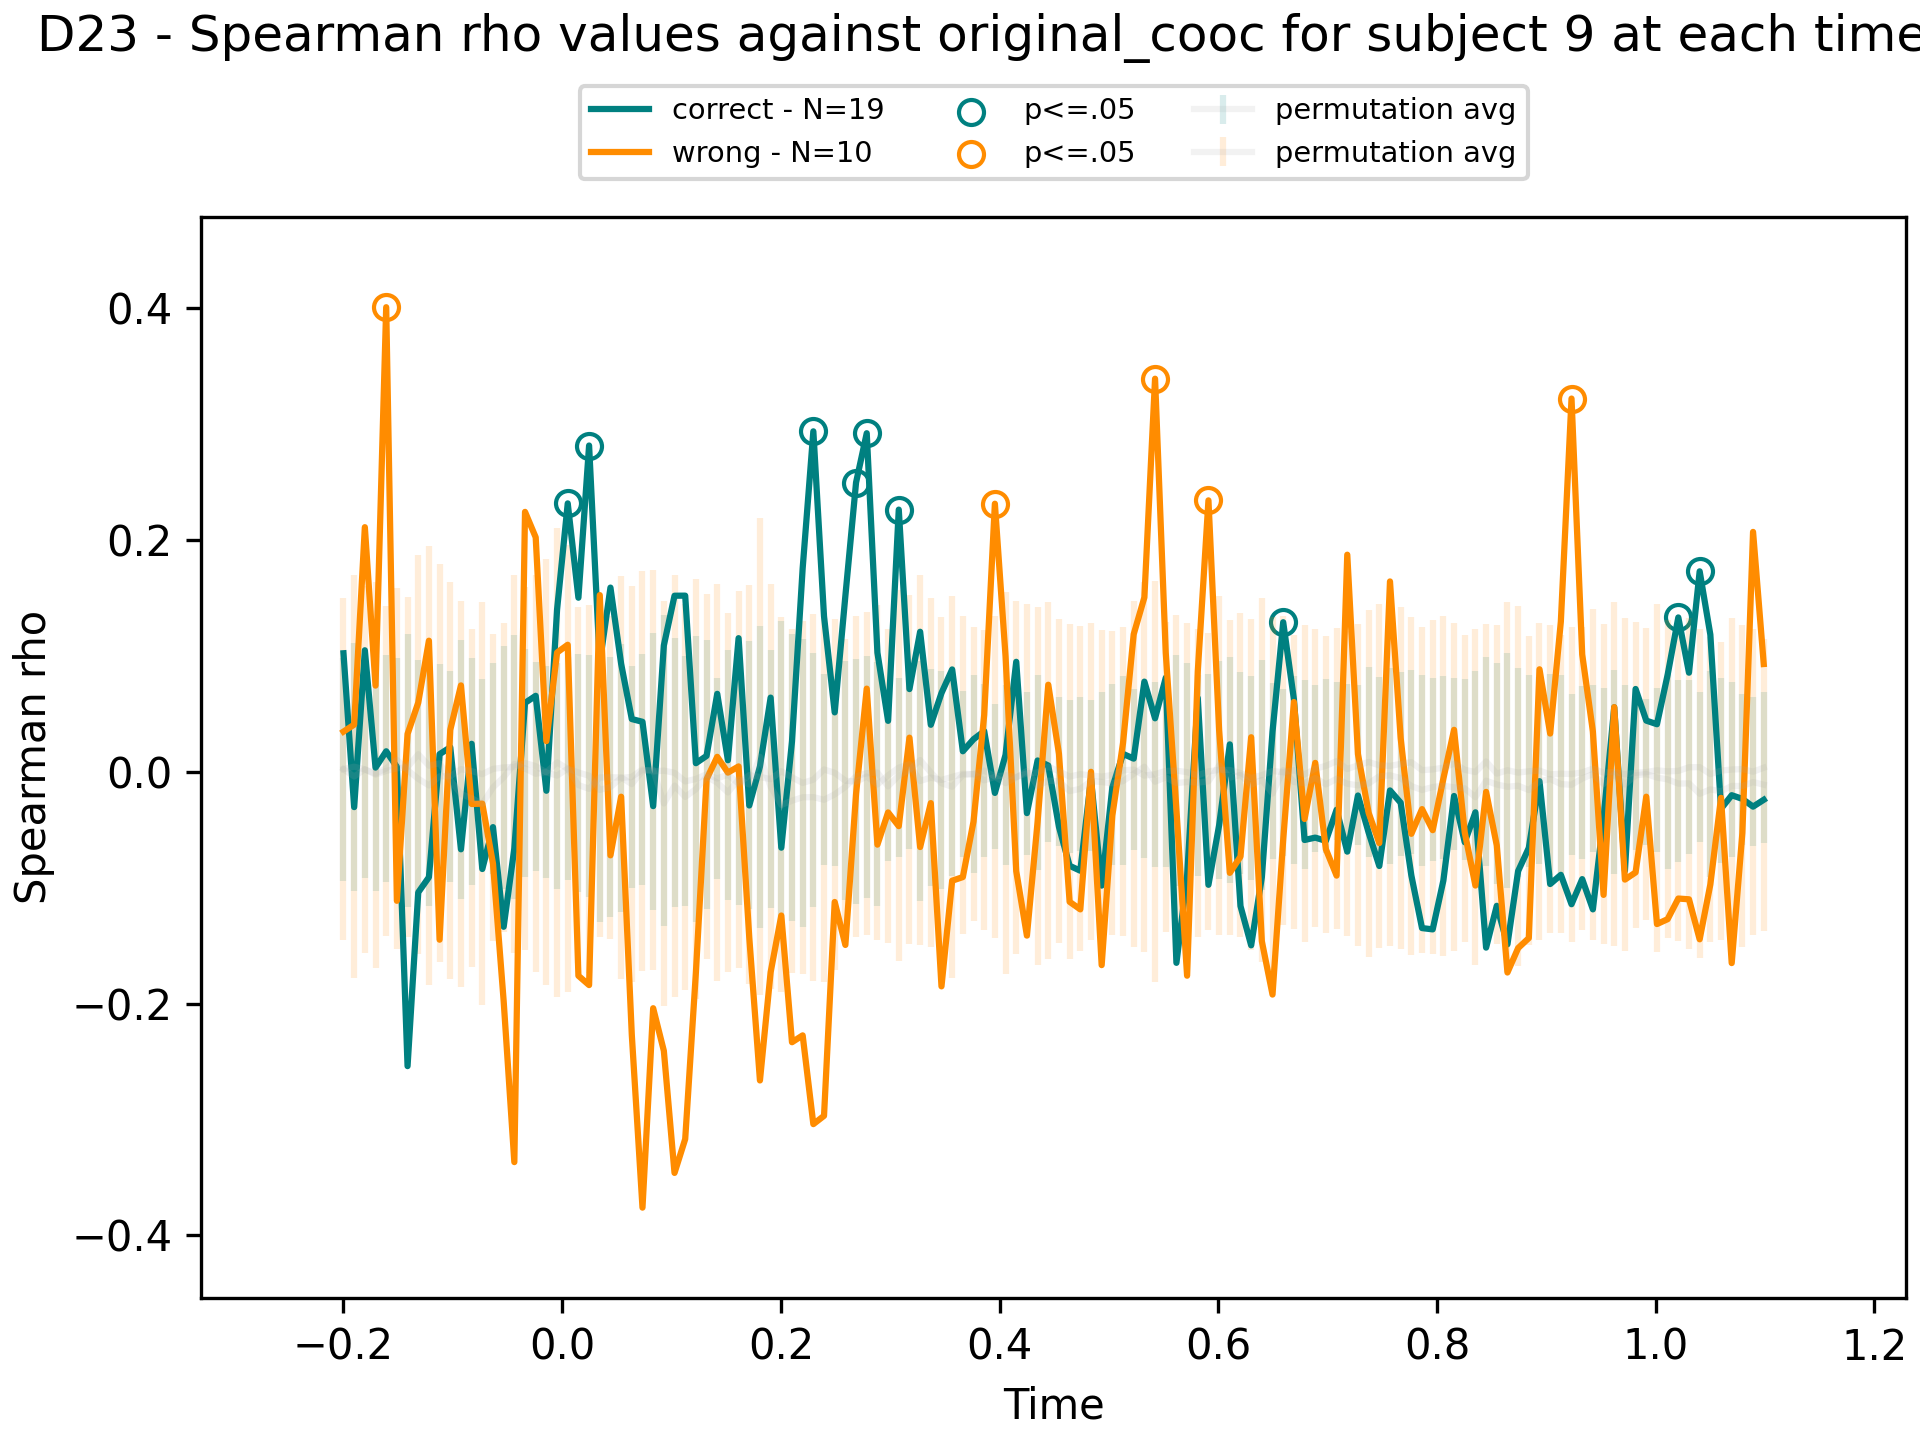 D23 - Spearman rho values against original_cooc for subject 9 at each time
correct - N=19
wrong - N=10
p<=.05
p<=.05
permutation avg
permutation avg
Spearman rho
0.4
0.2
0.0
−0.2
−0.4
−0.2 0.0 0.2 0.4 0.6 0.8 1.0 1.2
Time